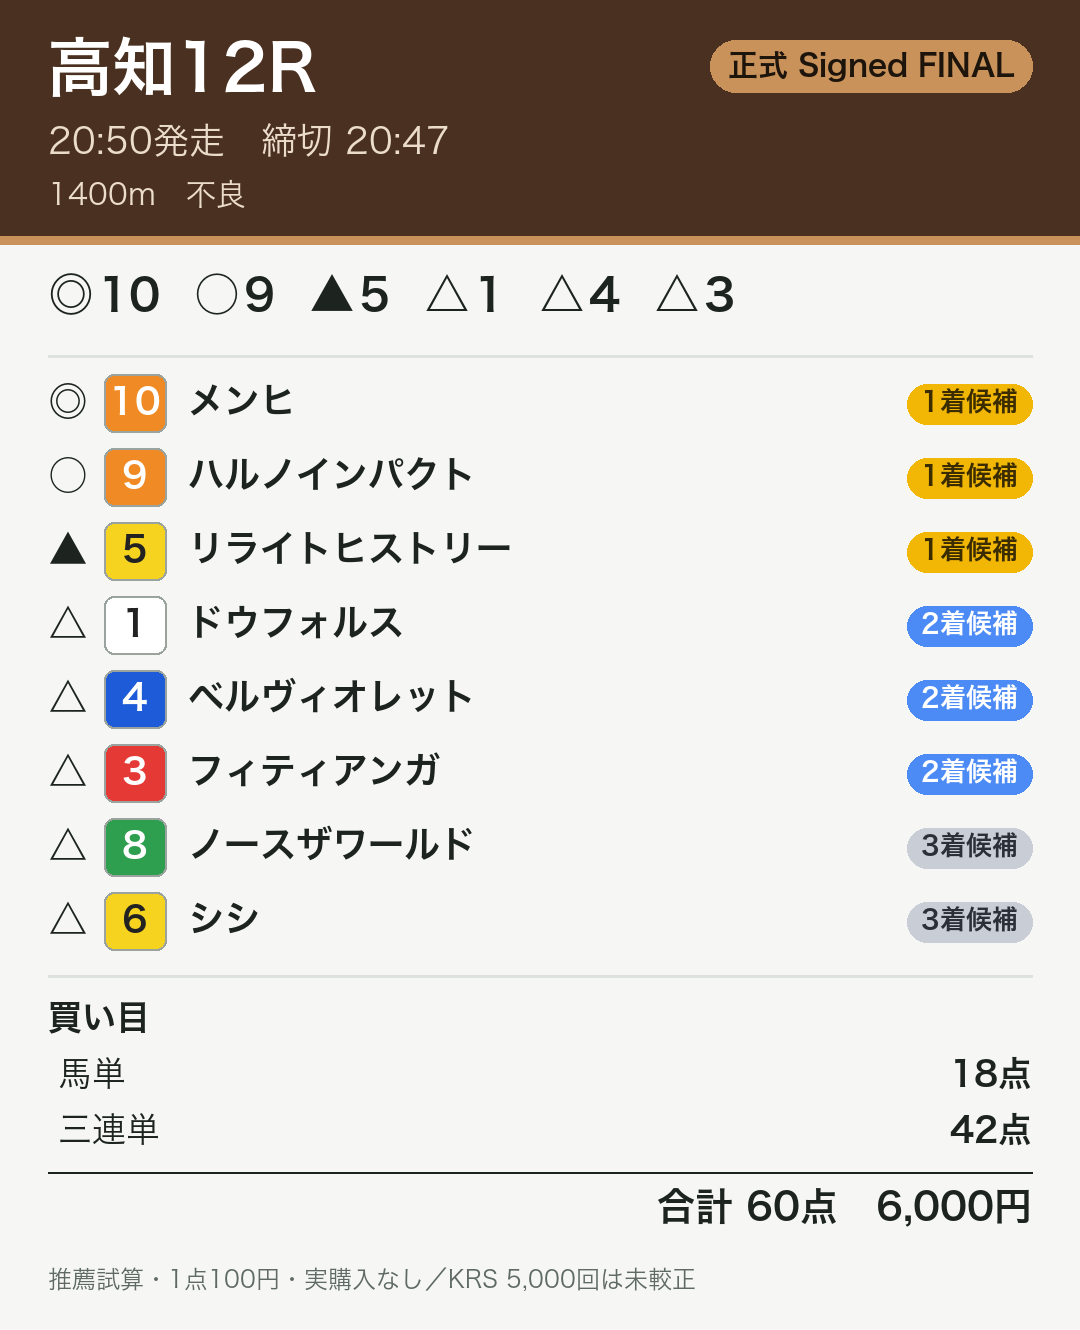 高知12R
正式 Signed FINAL
20:50発走　締切 20:47
1400m　不良
◎10 ○9 ▲5 △1 △4 △3
◎ 10 メンヒ 1着候補
○ 9 ハルノインパクト 1着候補
▲ 5 リライトヒストリー 1着候補
△ 1 ドウフォルス 2着候補
△ 4 ベルヴィオレット 2着候補
△ 3 フィティアンガ 2着候補
△ 8 ノースザワールド 3着候補
△ 6 シシ 3着候補
買い目
馬単 18点
三連単 42点
合計 60点　6,000円
推薦試算・1点100円・実購入なし／KRS 5,000回は未較正